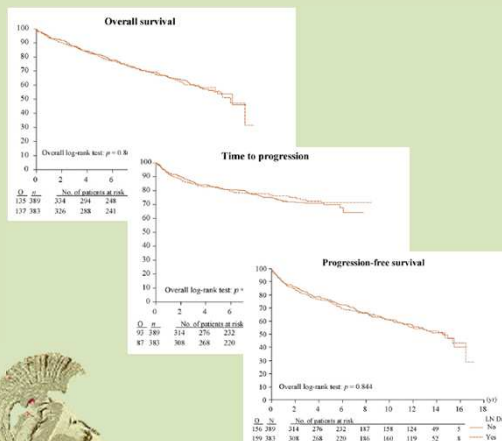 Overall survival
100
90
80
70
60
50
40
30
20
10
0
Overall log-rank test: p = 0.8
0 2 4 6
O n No. of patients at risk
135 389 334 294 248
137 383 326 288 241
Time to progression
100
90
80
70
60
50
40
30
20
10
0
Overall log-rank test: p =
0 2 4 6
O n No. of patients at risk
93 389 314 276 232
87 383 308 268 220
Progression-free survival
100
90
80
70
60
50
40
30
20
10
0
Overall log-rank test: p = 0.844
0 2 4 6 8 10 12 14 16 18 (yr)
O N No. of patients at risk LN D
156 389 314 276 232 187 158 124 49 5 No
159 383 308 268 220 186 160 119 52 Yes